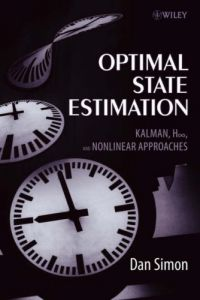 WILEY
OPTIMAL
STATE
ESTIMATION
KALMAN, H∞,
AND NONLINEAR APPROACHES
Dan Simon